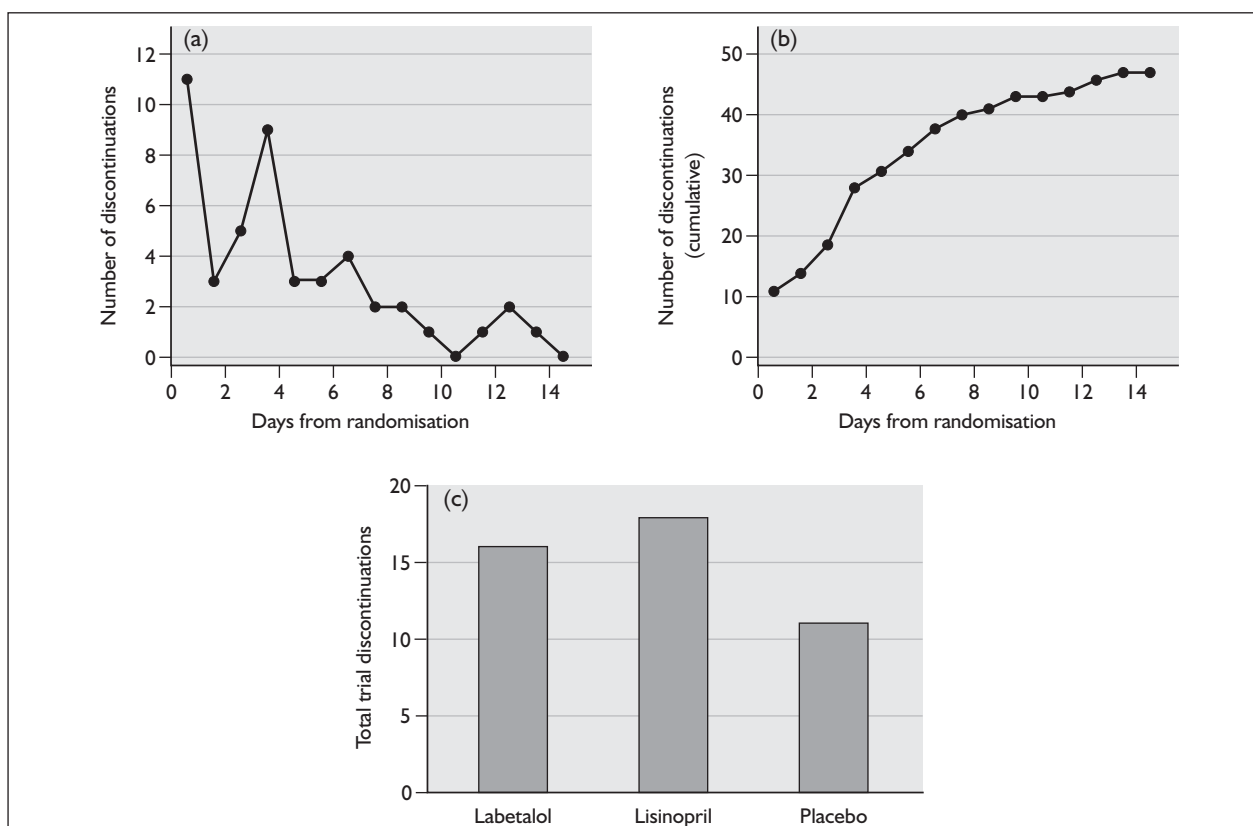 (a)
12
10
8
6
4
2
0
Number of discontinuations
0 2 4 6 8 10 12 14
Days from randomisation
(b)
50
40
30
20
10
0
Number of discontinuations
(cumulative)
0 2 4 6 8 10 12 14
Days from randomisation
(c)
20
15
10
5
0
Total trial discontinuations
Labetalol Lisinopril Placebo